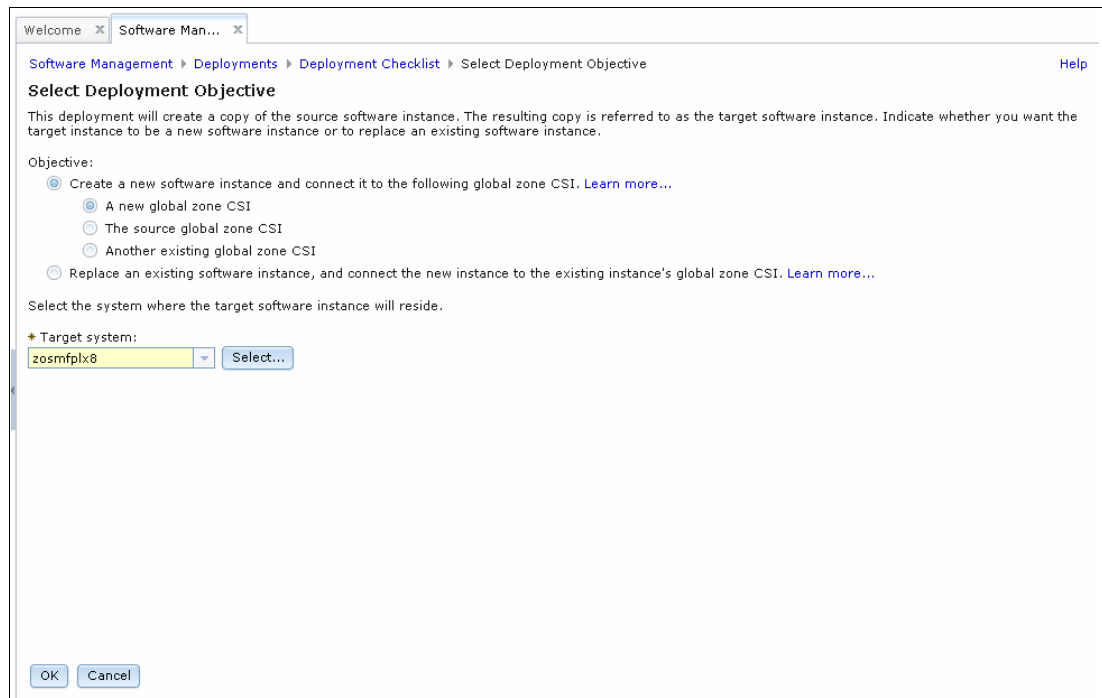 Welcome x Software Man... x
Software Management ▸ Deployments ▸ Deployment Checklist ▸ Select Deployment Objective Help
Select Deployment Objective
This deployment will create a copy of the source software instance. The resulting copy is referred to as the target software instance. Indicate whether you want the
target instance to be a new software instance or to replace an existing software instance.
Objective:
Create a new software instance and connect it to the following global zone CSI. Learn more...
A new global zone CSI
The source global zone CSI
Another existing global zone CSI
Replace an existing software instance, and connect the new instance to the existing instance's global zone CSI. Learn more...
Select the system where the target software instance will reside.
* Target system:
zosmfplx8 Select...
OK Cancel